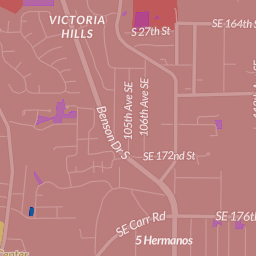 VICTORIA
HILLS
SE 164th St
S 27th St
Benson Dr S
105th Ave SE
106th Ave SE
SE 172nd St
SE Carr Rd
SE 176th
5 Hermanos